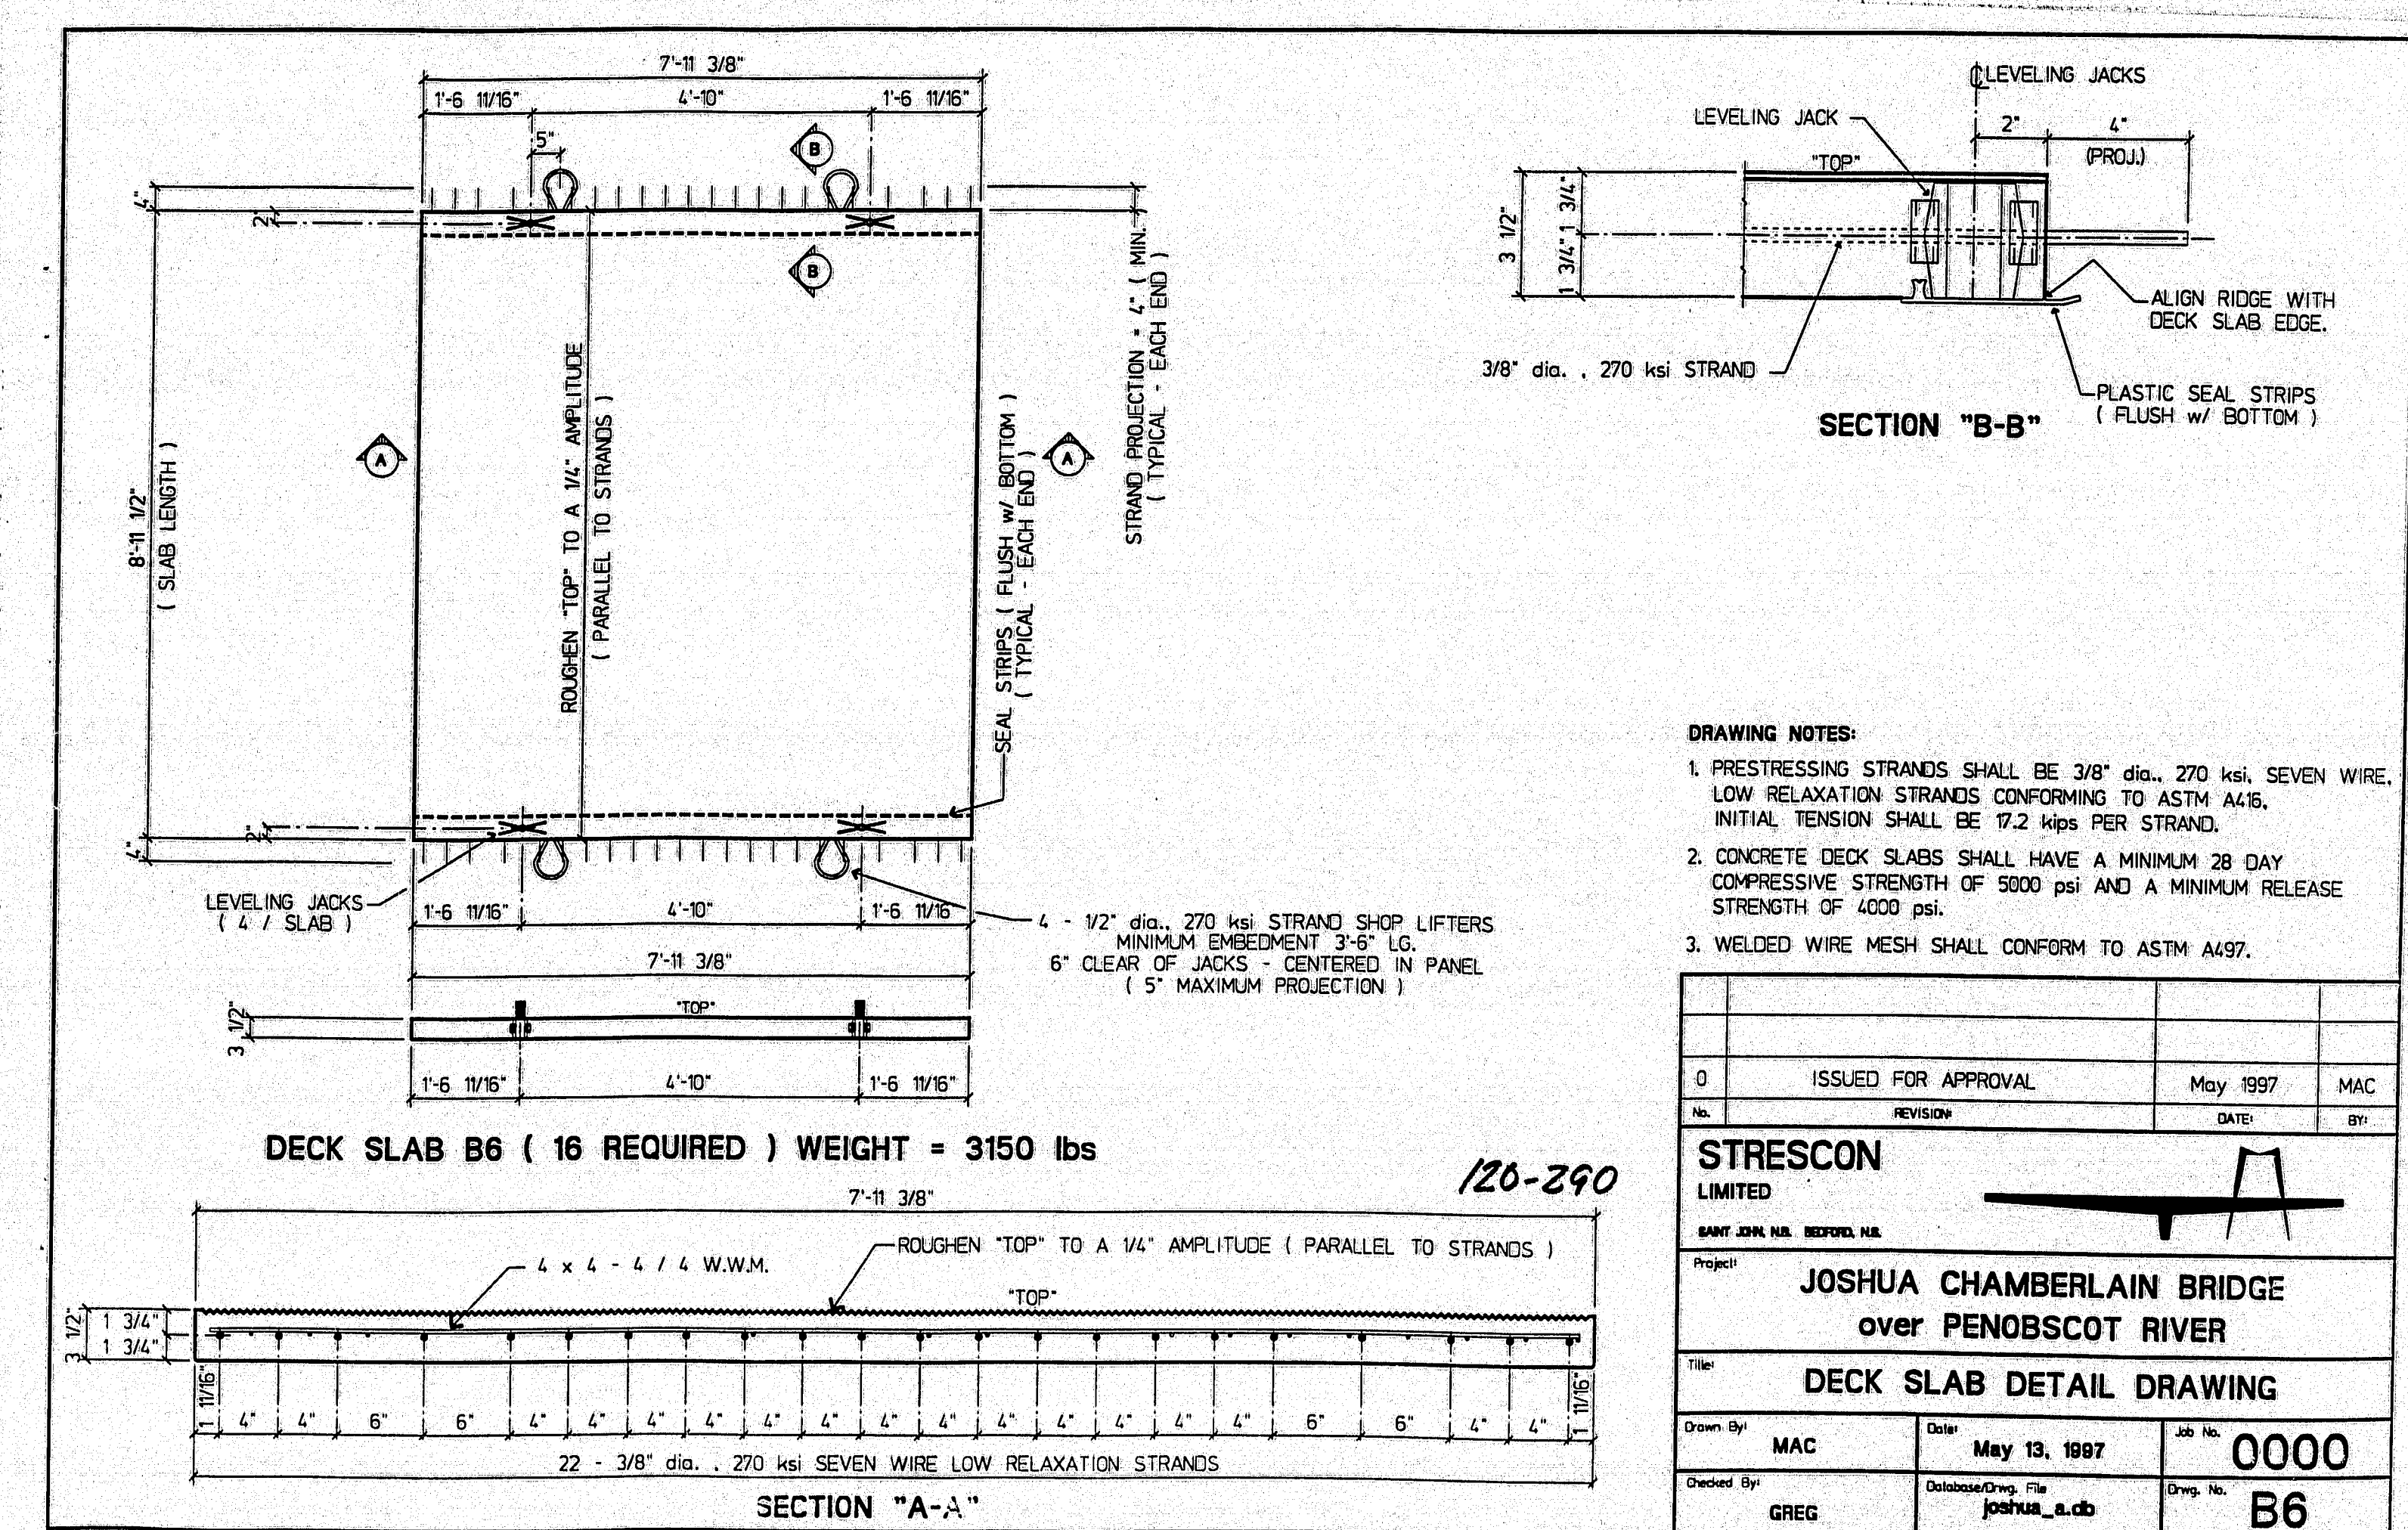 7'-11 3/8"
1'-6 11/16" 4'-10" 1'-6 11/16"
5"
B
4"
2"
B
A
A
8'-11 1/2"
( SLAB LENGTH )
ROUGHEN "TOP" TO A 1/4" AMPLITUDE
( PARALLEL TO STRANDS )
SEAL STRIPS ( FLUSH w/ BOTTOM )
( TYPICAL - EACH END )
STRAND PROJECTION = 4" ( MIN. )
( TYPICAL - EACH END )
2"
4"
LEVELING JACKS
( 4 / SLAB )
1'-6 11/16" 4'-10" 1'-6 11/16
7'-11 3/8"
4 - 1/2" dia., 270 ksi STRAND SHOP LIFTERS
MINIMUM EMBEDMENT 3'-6" LG.
6" CLEAR OF JACKS - CENTERED IN PANEL
( 5" MAXIMUM PROJECTION )
"TOP"
3 1/2"
1'-6 11/16" 4'-10" 1'-6 11/16"
DECK SLAB B6 ( 16 REQUIRED ) WEIGHT = 3150 lbs
120-290
7'-11 3/8"
ROUGHEN "TOP" TO A 1/4" AMPLITUDE ( PARALLEL TO STRANDS )
4 x 4 - 4 / 4 W.W.M.
"TOP"
3 1/2"
1 3/4"
1 3/4"
1 11/16" 4" 4" 6" 6" 4" 4" 4" 4" 4" 4" 4" 4" 4" 4" 4" 4" 4" 6" 6" 4" 4" 1 11/16"
22 - 3/8" dia. , 270 ksi SEVEN WIRE LOW RELAXATION STRANDS
SECTION "A-A"
℄ LEVELING JACKS
LEVELING JACK
2" 4"
(PROJ.)
"TOP"
3 1/2"
1 3/4" 1 3/4"
ALIGN RIDGE WITH
DECK SLAB EDGE.
3/8" dia. , 270 ksi STRAND
PLASTIC SEAL STRIPS
( FLUSH w/ BOTTOM )
SECTION "B-B"
DRAWING NOTES:
1. PRESTRESSING STRANDS SHALL BE 3/8" dia., 270 ksi, SEVEN WIRE,
LOW RELAXATION STRANDS CONFORMING TO ASTM A416.
INITIAL TENSION SHALL BE 17.2 kips PER STRAND.
2. CONCRETE DECK SLABS SHALL HAVE A MINIMUM 28 DAY
COMPRESSIVE STRENGTH OF 5000 psi AND A MINIMUM RELEASE
STRENGTH OF 4000 psi.
3. WELDED WIRE MESH SHALL CONFORM TO ASTM A497.
0 ISSUED FOR APPROVAL May 1997 MAC
No. REVISION: DATE: BY:
STRESCON
LIMITED
SAINT JOHN, N.B. BEDFORD, N.S.
Project:
JOSHUA CHAMBERLAIN BRIDGE
over PENOBSCOT RIVER
Title:
DECK SLAB DETAIL DRAWING
Drawn By: MAC
Date: May 13, 1997
Job No. 0000
Checked By: GREG
Database/Drwg. File joshua_a.db
Drwg. No. B6